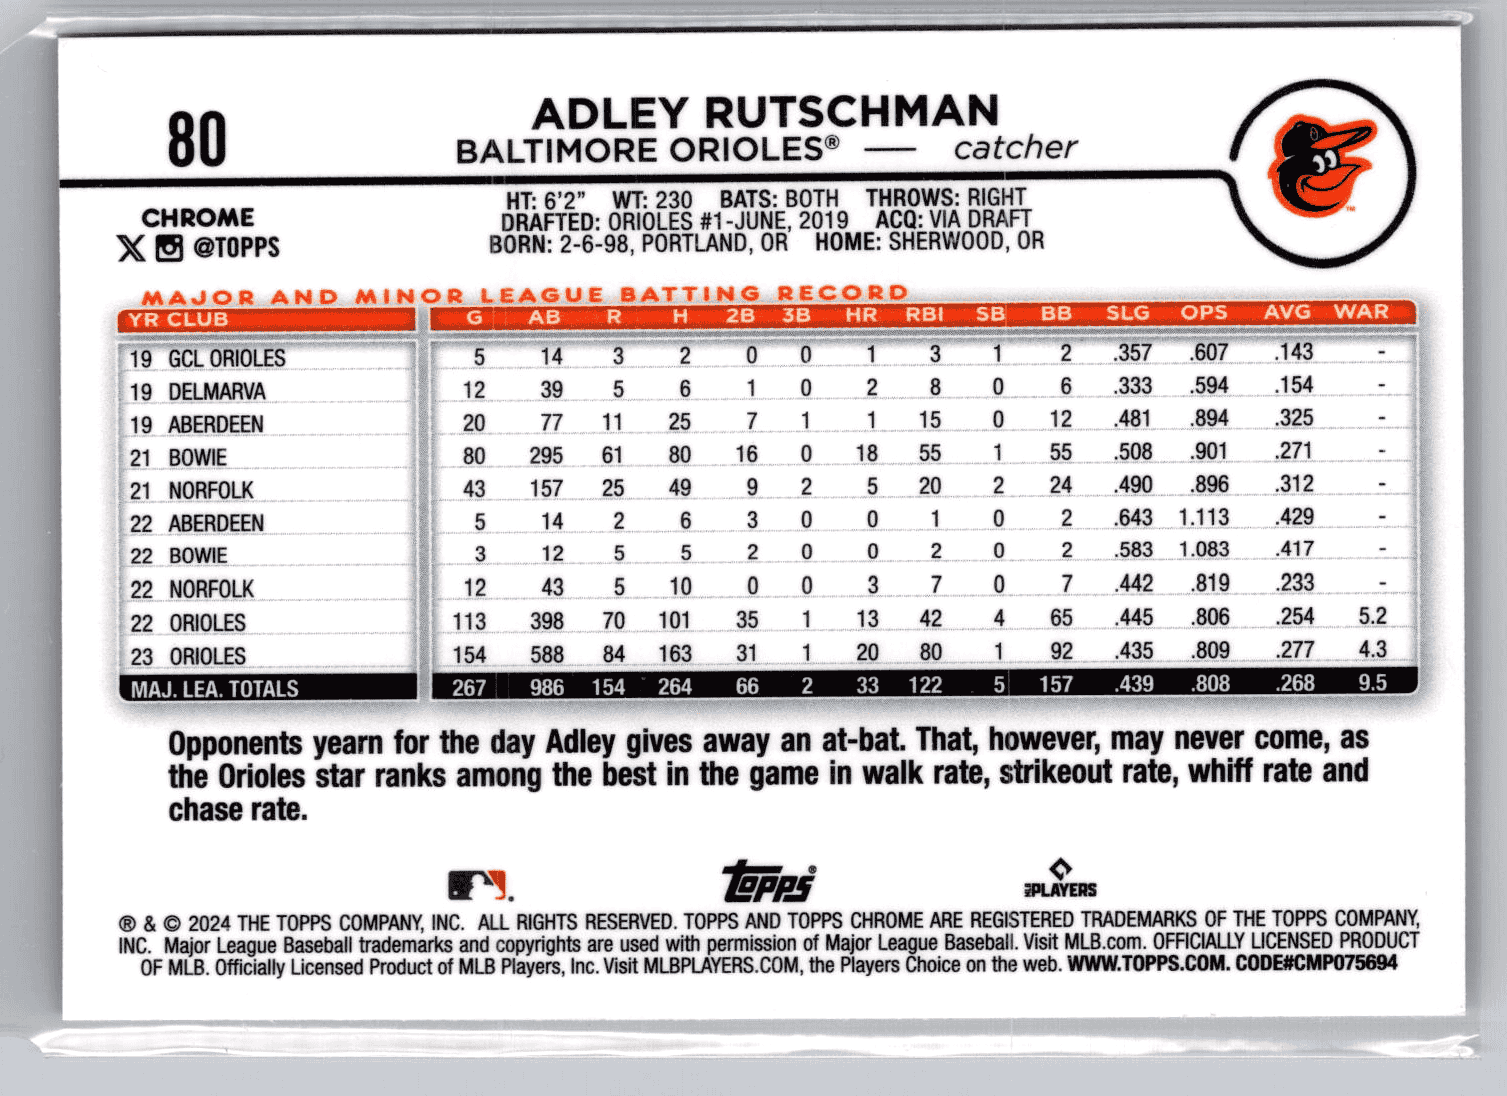 80
ADLEY RUTSCHMAN
BALTIMORE ORIOLES® — catcher
CHROME
X @TOPPS
HT: 6'2" WT: 230 BATS: BOTH THROWS: RIGHT
DRAFTED: ORIOLES #1-JUNE, 2019 ACQ: VIA DRAFT
BORN: 2-6-98, PORTLAND, OR HOME: SHERWOOD, OR
TM
MAJOR AND MINOR LEAGUE BATTING RECORD
YR CLUB G AB R H 2B 3B HR RBI SB BB SLG OPS AVG WAR
19 GCL ORIOLES 5 14 3 2 0 0 1 3 1 2 .357 .607 .143 -
19 DELMARVA 12 39 5 6 1 0 2 8 0 6 .333 .594 .154 -
19 ABERDEEN 20 77 11 25 7 1 1 15 0 12 .481 .894 .325 -
21 BOWIE 80 295 61 80 16 0 18 55 1 55 .508 .901 .271 -
21 NORFOLK 43 157 25 49 9 2 5 20 2 24 .490 .896 .312 -
22 ABERDEEN 5 14 2 6 3 0 0 1 0 2 .643 1.113 .429 -
22 BOWIE 3 12 5 5 2 0 0 2 0 2 .583 1.083 .417 -
22 NORFOLK 12 43 5 10 0 0 3 7 0 7 .442 .819 .233 -
22 ORIOLES 113 398 70 101 35 1 13 42 4 65 .445 .806 .254 5.2
23 ORIOLES 154 588 84 163 31 1 20 80 1 92 .435 .809 .277 4.3
MAJ. LEA. TOTALS 267 986 154 264 66 2 33 122 5 157 .439 .808 .268 9.5
Opponents yearn for the day Adley gives away an at-bat. That, however, may never come, as
the Orioles star ranks among the best in the game in walk rate, strikeout rate, whiff rate and
chase rate.
Topps®
MLB PLAYERS
® & © 2024 THE TOPPS COMPANY, INC. ALL RIGHTS RESERVED. TOPPS AND TOPPS CHROME ARE REGISTERED TRADEMARKS OF THE TOPPS COMPANY,
INC. Major League Baseball trademarks and copyrights are used with permission of Major League Baseball. Visit MLB.com. OFFICIALLY LICENSED PRODUCT
OF MLB. Officially Licensed Product of MLB Players, Inc. Visit MLBPLAYERS.COM, the Players Choice on the web. WWW.TOPPS.COM. CODE#CMP075694